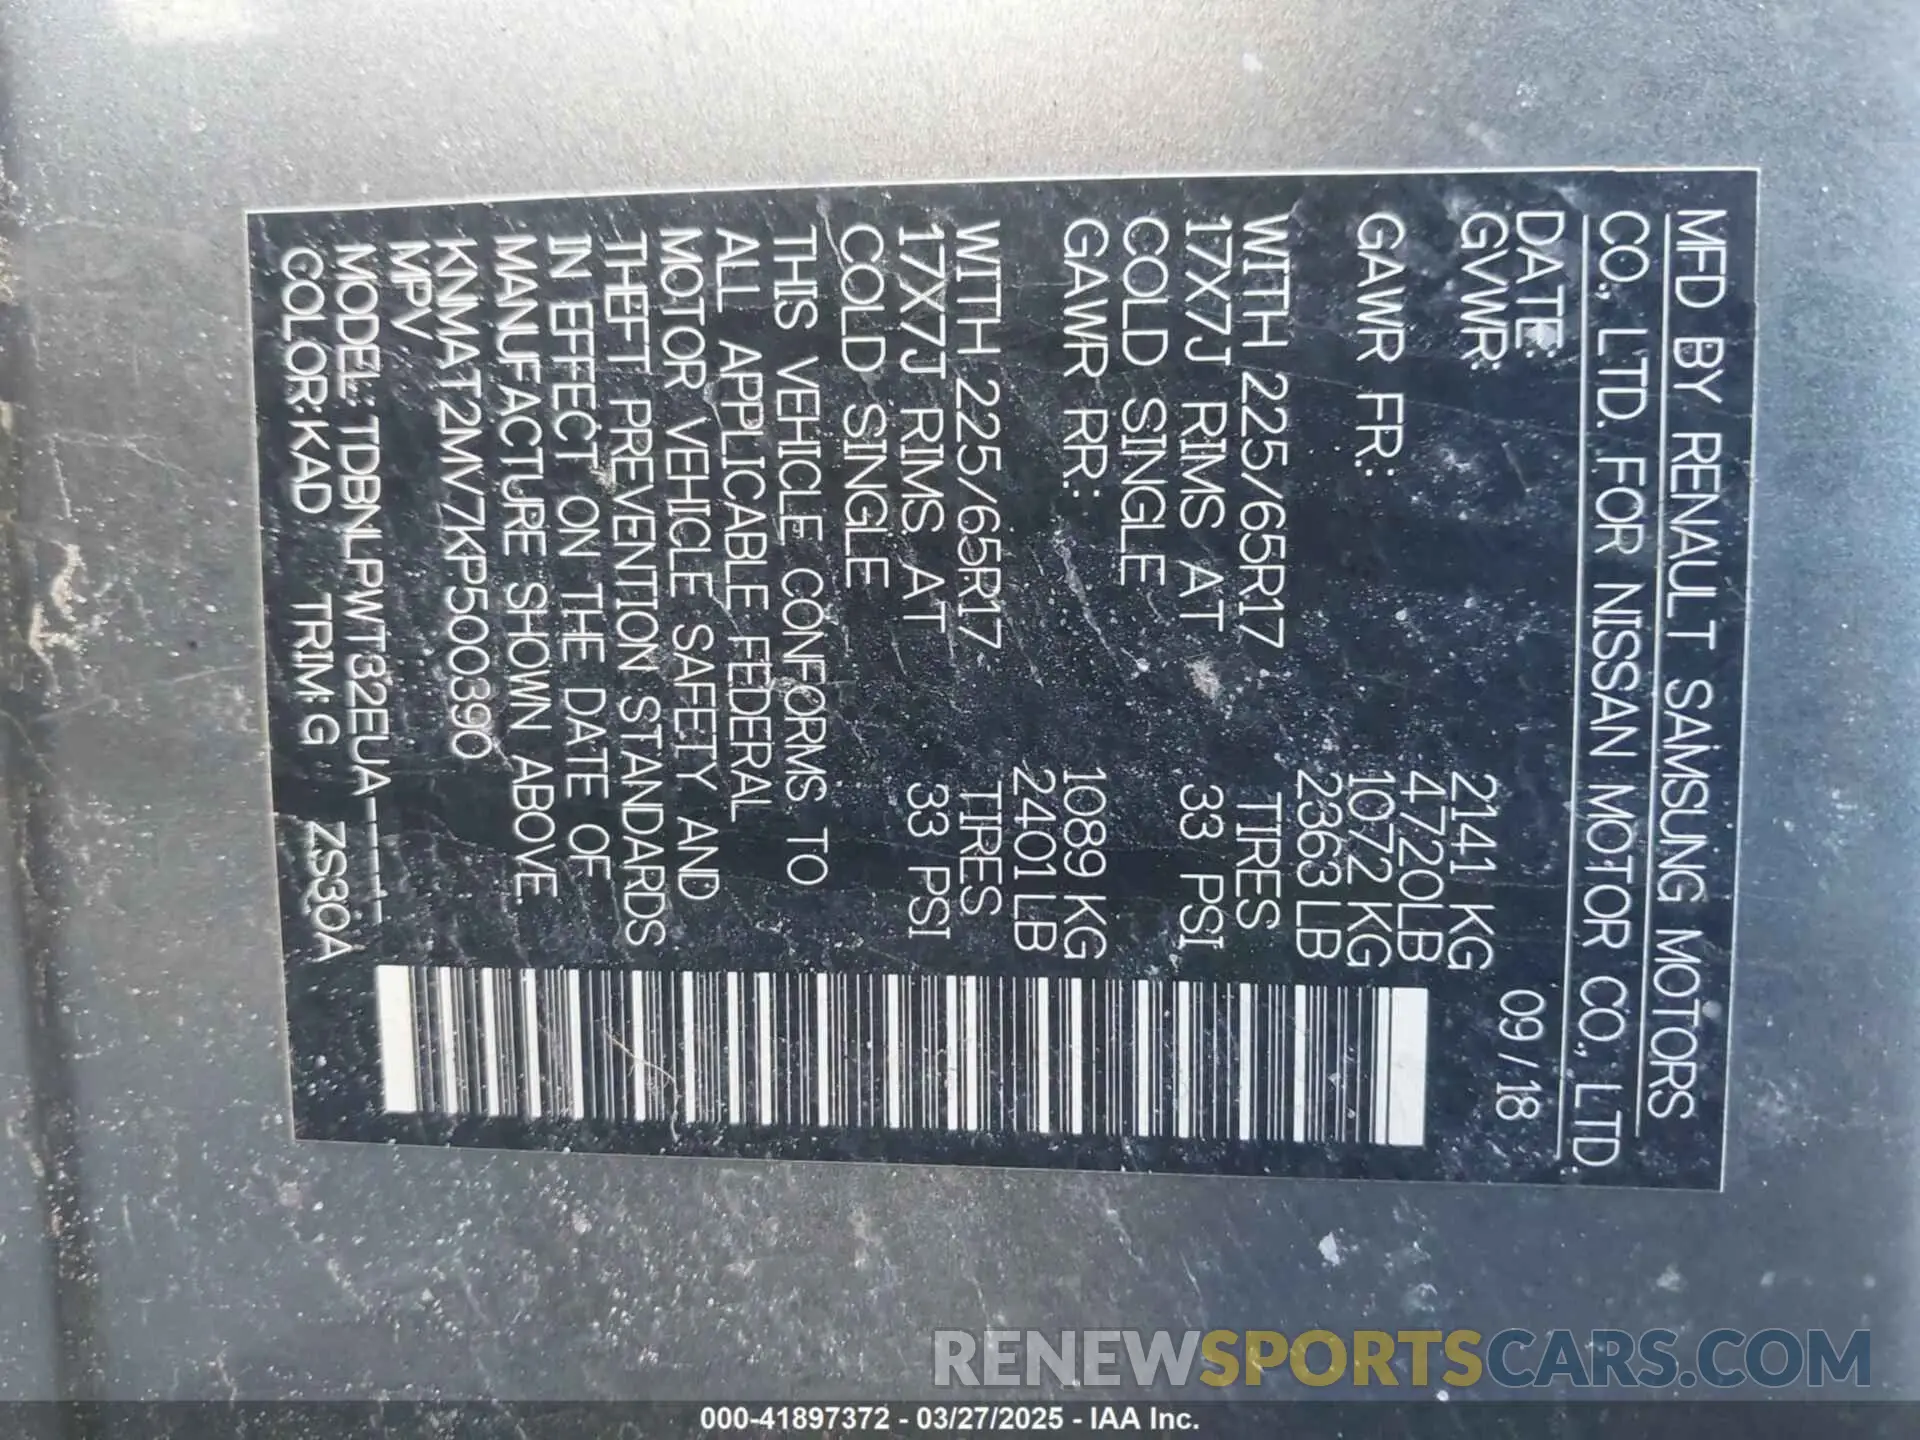 MFD BY RENAULT SAMSUNG MOTORS
CO., LTD. FOR NISSAN MOTOR CO., LTD.
DATE: 09/18
GVWR: 2141 KG
4720LB
GAWR FR: 1072 KG
2363 LB
WITH 225/65R17 TIRES
17X7J RIMS AT 33 PSI
COLD SINGLE
GAWR RR: 1089 KG
2401 LB
WITH 225/65R17 TIRES
17X7J RIMS AT 33 PSI
COLD SINGLE
THIS VEHICLE CONFORMS TO
ALL APPLICABLE FEDERAL
MOTOR VEHICLE SAFETY AND
THEFT PREVENTION STANDARDS
IN EFFECT ON THE DATE OF
MANUFACTURE SHOWN ABOVE.
KNMAT2MV7KP500390
MPV
MODEL: TDBNLPWT32EUA-----
COLOR:KAD TRIM: G ZS30A
RENEWSPORTSCARS.COM
000-41897372 - 03/27/2025 - IAA Inc.